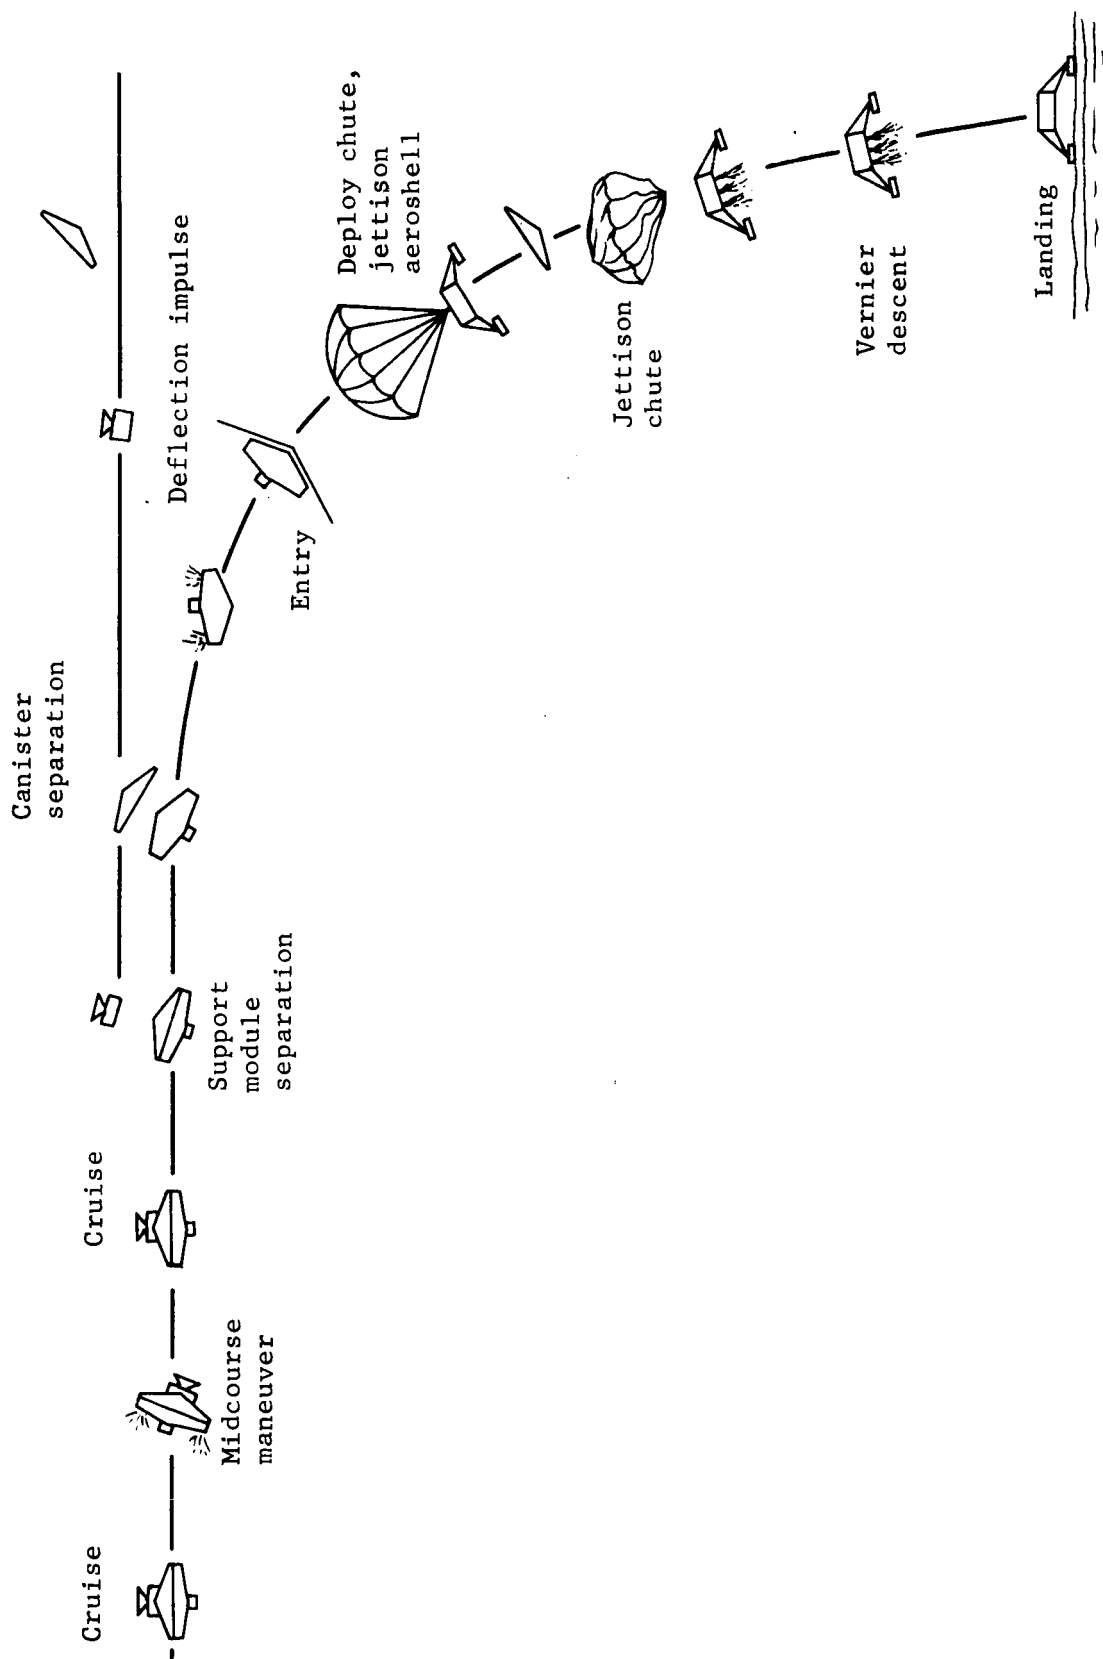 Cruise
Midcourse
maneuver
Cruise
Support
module
separation
Canister
separation
Deflection impulse
Entry
Deploy chute,
jettison
aeroshell
Jettison
chute
Vernier
descent
Landing